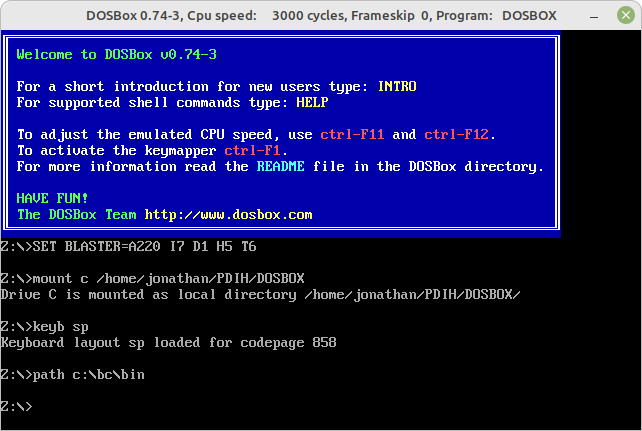 DOSBox 0.74-3, Cpu speed: 3000 cycles, Frameskip 0, Program: DOSBOX
Welcome to DOSBox v0.74-3
For a short introduction for new users type: INTRO
For supported shell commands type: HELP
To adjust the emulated CPU speed, use ctrl-F11 and ctrl-F12.
To activate the keymapper ctrl-F1.
For more information read the README file in the DOSBox directory.
HAVE FUN!
The DOSBox Team http://www.dosbox.com
Z:\>SET BLASTER=A220 I7 D1 H5 T6
Z:\>mount c /home/jonathan/PDIH/DOSBOX
Drive C is mounted as local directory /home/jonathan/PDIH/DOSBOX/
Z:\>keyb sp
Keyboard layout sp loaded for codepage 858
Z:\>path c:\bc\bin
Z:\>